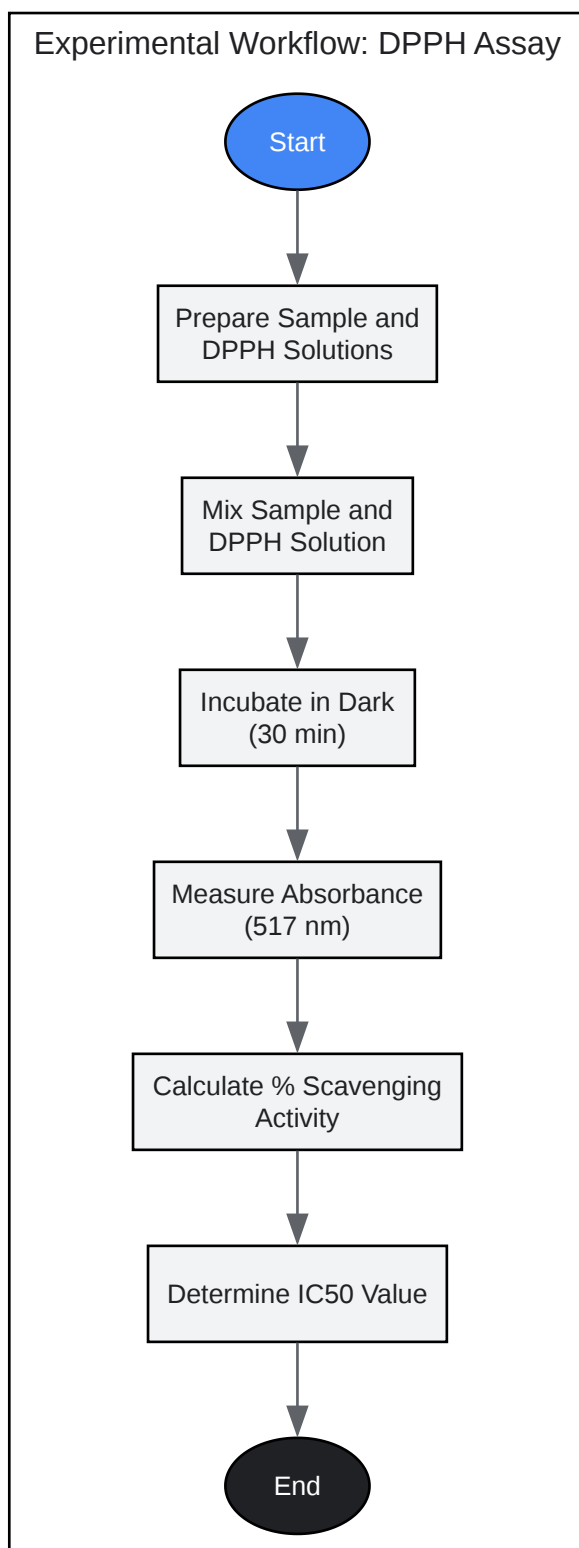 Experimental Workflow: DPPH Assay
Start
Prepare Sample and
DPPH Solutions
Mix Sample and
DPPH Solution
Incubate in Dark
(30 min)
Measure Absorbance
(517 nm)
Calculate % Scavenging
Activity
Determine IC50 Value
End